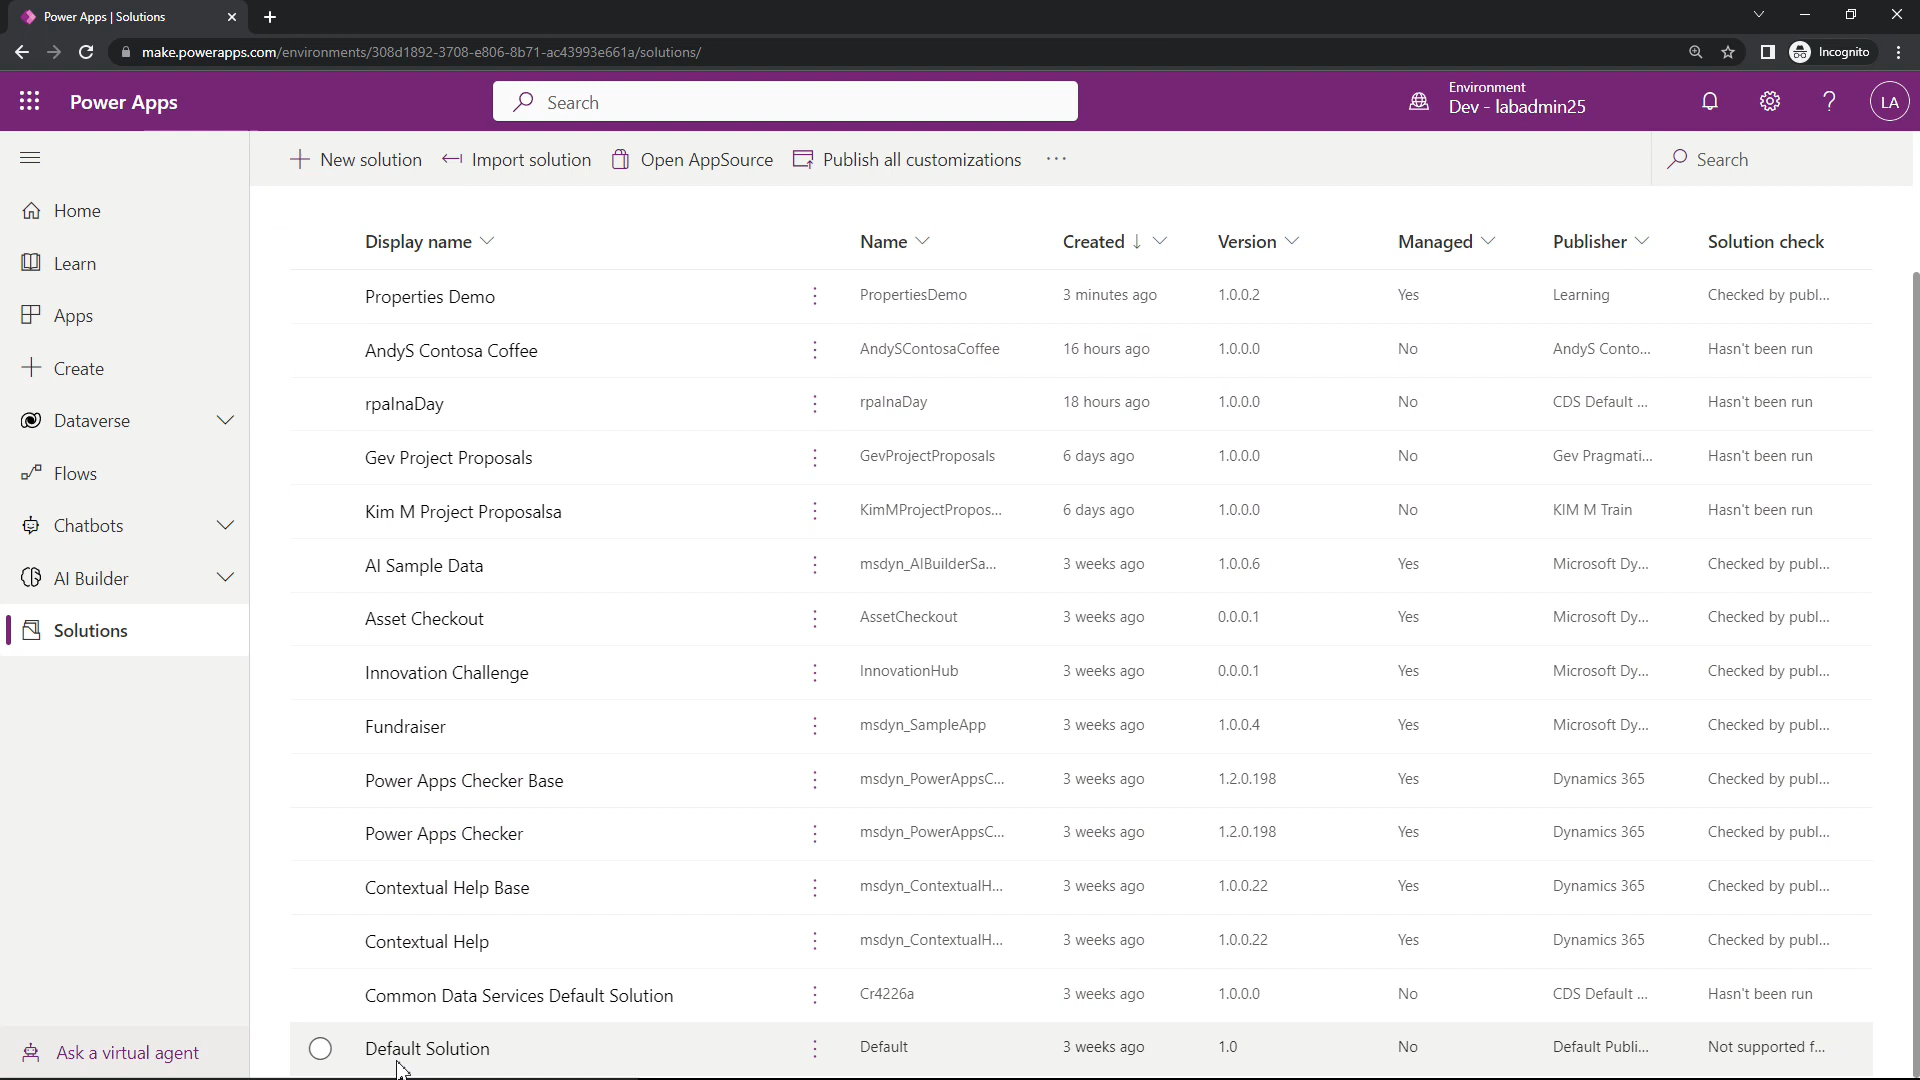 Power Apps | Solutions
make.powerapps.com/environments/308d1892-3708-e806-8b71-ac43993e661a/solutions/
Incognito
Power Apps
Search
Environment
Dev - labadmin25
LA
New solution
Import solution
Open AppSource
Publish all customizations
Search
Home
Learn
Apps
Create
Dataverse
Flows
Chatbots
AI Builder
Solutions
Ask a virtual agent
Display name Name Created Version Managed Publisher Solution check
Properties Demo PropertiesDemo 3 minutes ago 1.0.0.2 Yes Learning Checked by publ...
AndyS Contosa Coffee AndySContosaCoffee 16 hours ago 1.0.0.0 No AndyS Conto... Hasn't been run
rpaInaDay rpaInaDay 18 hours ago 1.0.0.0 No CDS Default ... Hasn't been run
Gev Project Proposals GevProjectProposals 6 days ago 1.0.0.0 No Gev Pragmati... Hasn't been run
Kim M Project Proposalsa KimMProjectPropos... 6 days ago 1.0.0.0 No KIM M Train Hasn't been run
AI Sample Data msdyn_AIBuilderSa... 3 weeks ago 1.0.0.6 Yes Microsoft Dy... Checked by publ...
Asset Checkout AssetCheckout 3 weeks ago 0.0.0.1 Yes Microsoft Dy... Checked by publ...
Innovation Challenge InnovationHub 3 weeks ago 0.0.0.1 Yes Microsoft Dy... Checked by publ...
Fundraiser msdyn_SampleApp 3 weeks ago 1.0.0.4 Yes Microsoft Dy... Checked by publ...
Power Apps Checker Base msdyn_PowerAppsC... 3 weeks ago 1.2.0.198 Yes Dynamics 365 Checked by publ...
Power Apps Checker msdyn_PowerAppsC... 3 weeks ago 1.2.0.198 Yes Dynamics 365 Checked by publ...
Contextual Help Base msdyn_ContextualH... 3 weeks ago 1.0.0.22 Yes Dynamics 365 Checked by publ...
Contextual Help msdyn_ContextualH... 3 weeks ago 1.0.0.22 Yes Dynamics 365 Checked by publ...
Common Data Services Default Solution Cr4226a 3 weeks ago 1.0.0.0 No CDS Default ... Hasn't been run
Default Solution Default 3 weeks ago 1.0 No Default Publi... Not supported f...